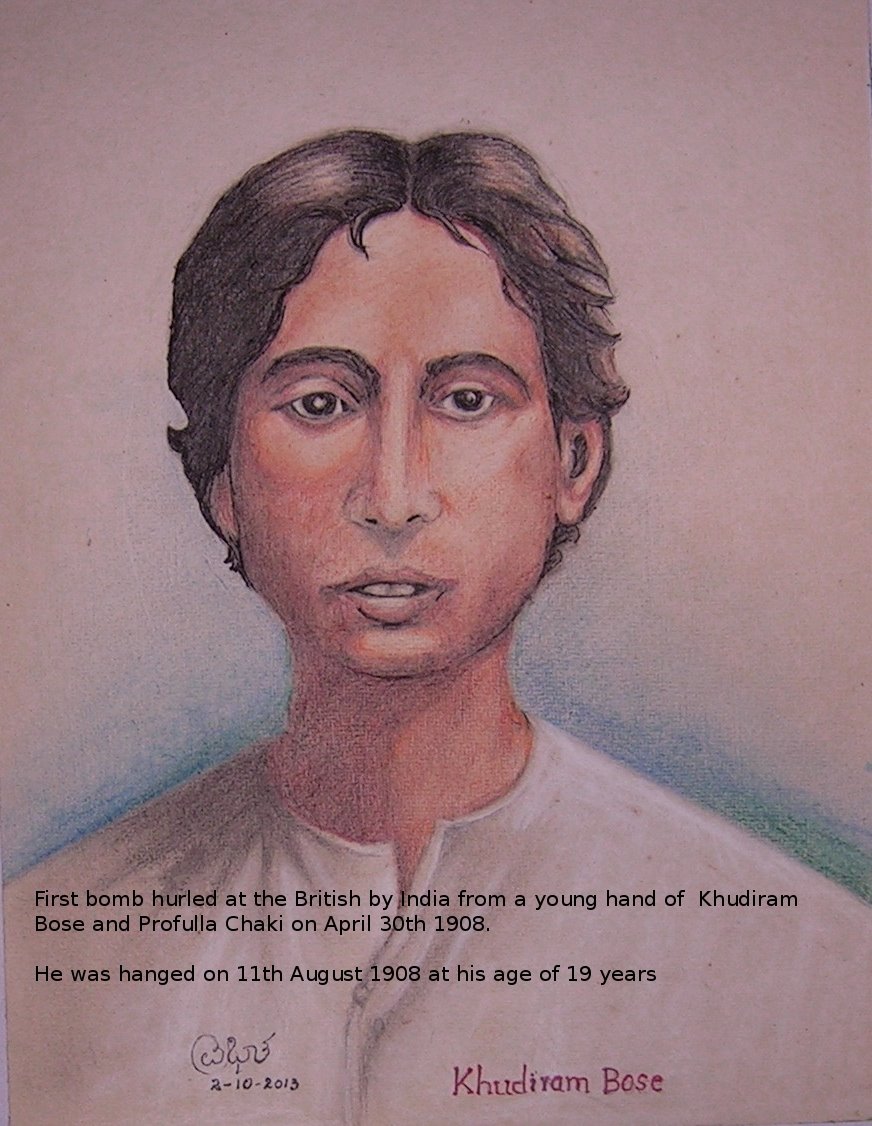 First bomb hurled at the British by India from a young hand of  Khudiram
Bose and Profulla Chaki on April 30th 1908.
He was hanged on 11th August 1908 at his age of 19 years
2-10-2013
Khudiram Bose